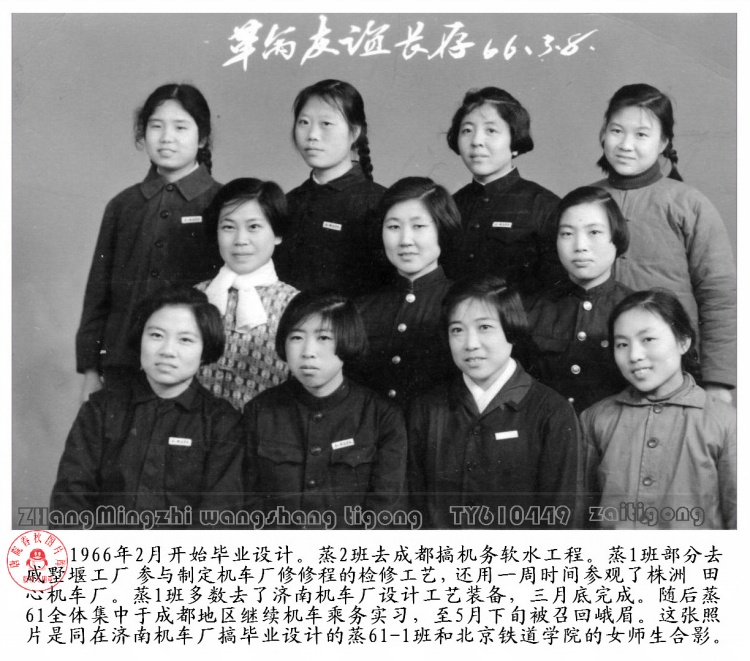 革命友谊长存 66.3.8.
ZHangMingzhi wangshang tigong TY610449 zaitigong
1966年2月开始毕业设计。蒸2班去成都搞机务软水工程。蒸1班部分去
戚野堰工厂 参与制定机车厂修修程的检修工艺,还用一周时间参观了株洲 田
心机车厂。蒸1班多数去了济南机车厂设计工艺装备,三月底完成。随后蒸
61全体集中于成都地区继续机车乘务实习,至5月下旬被召回峨眉。这张照
片是同在济南机车厂搞毕业设计的蒸61-1班和北京铁道学院的女师生合影。